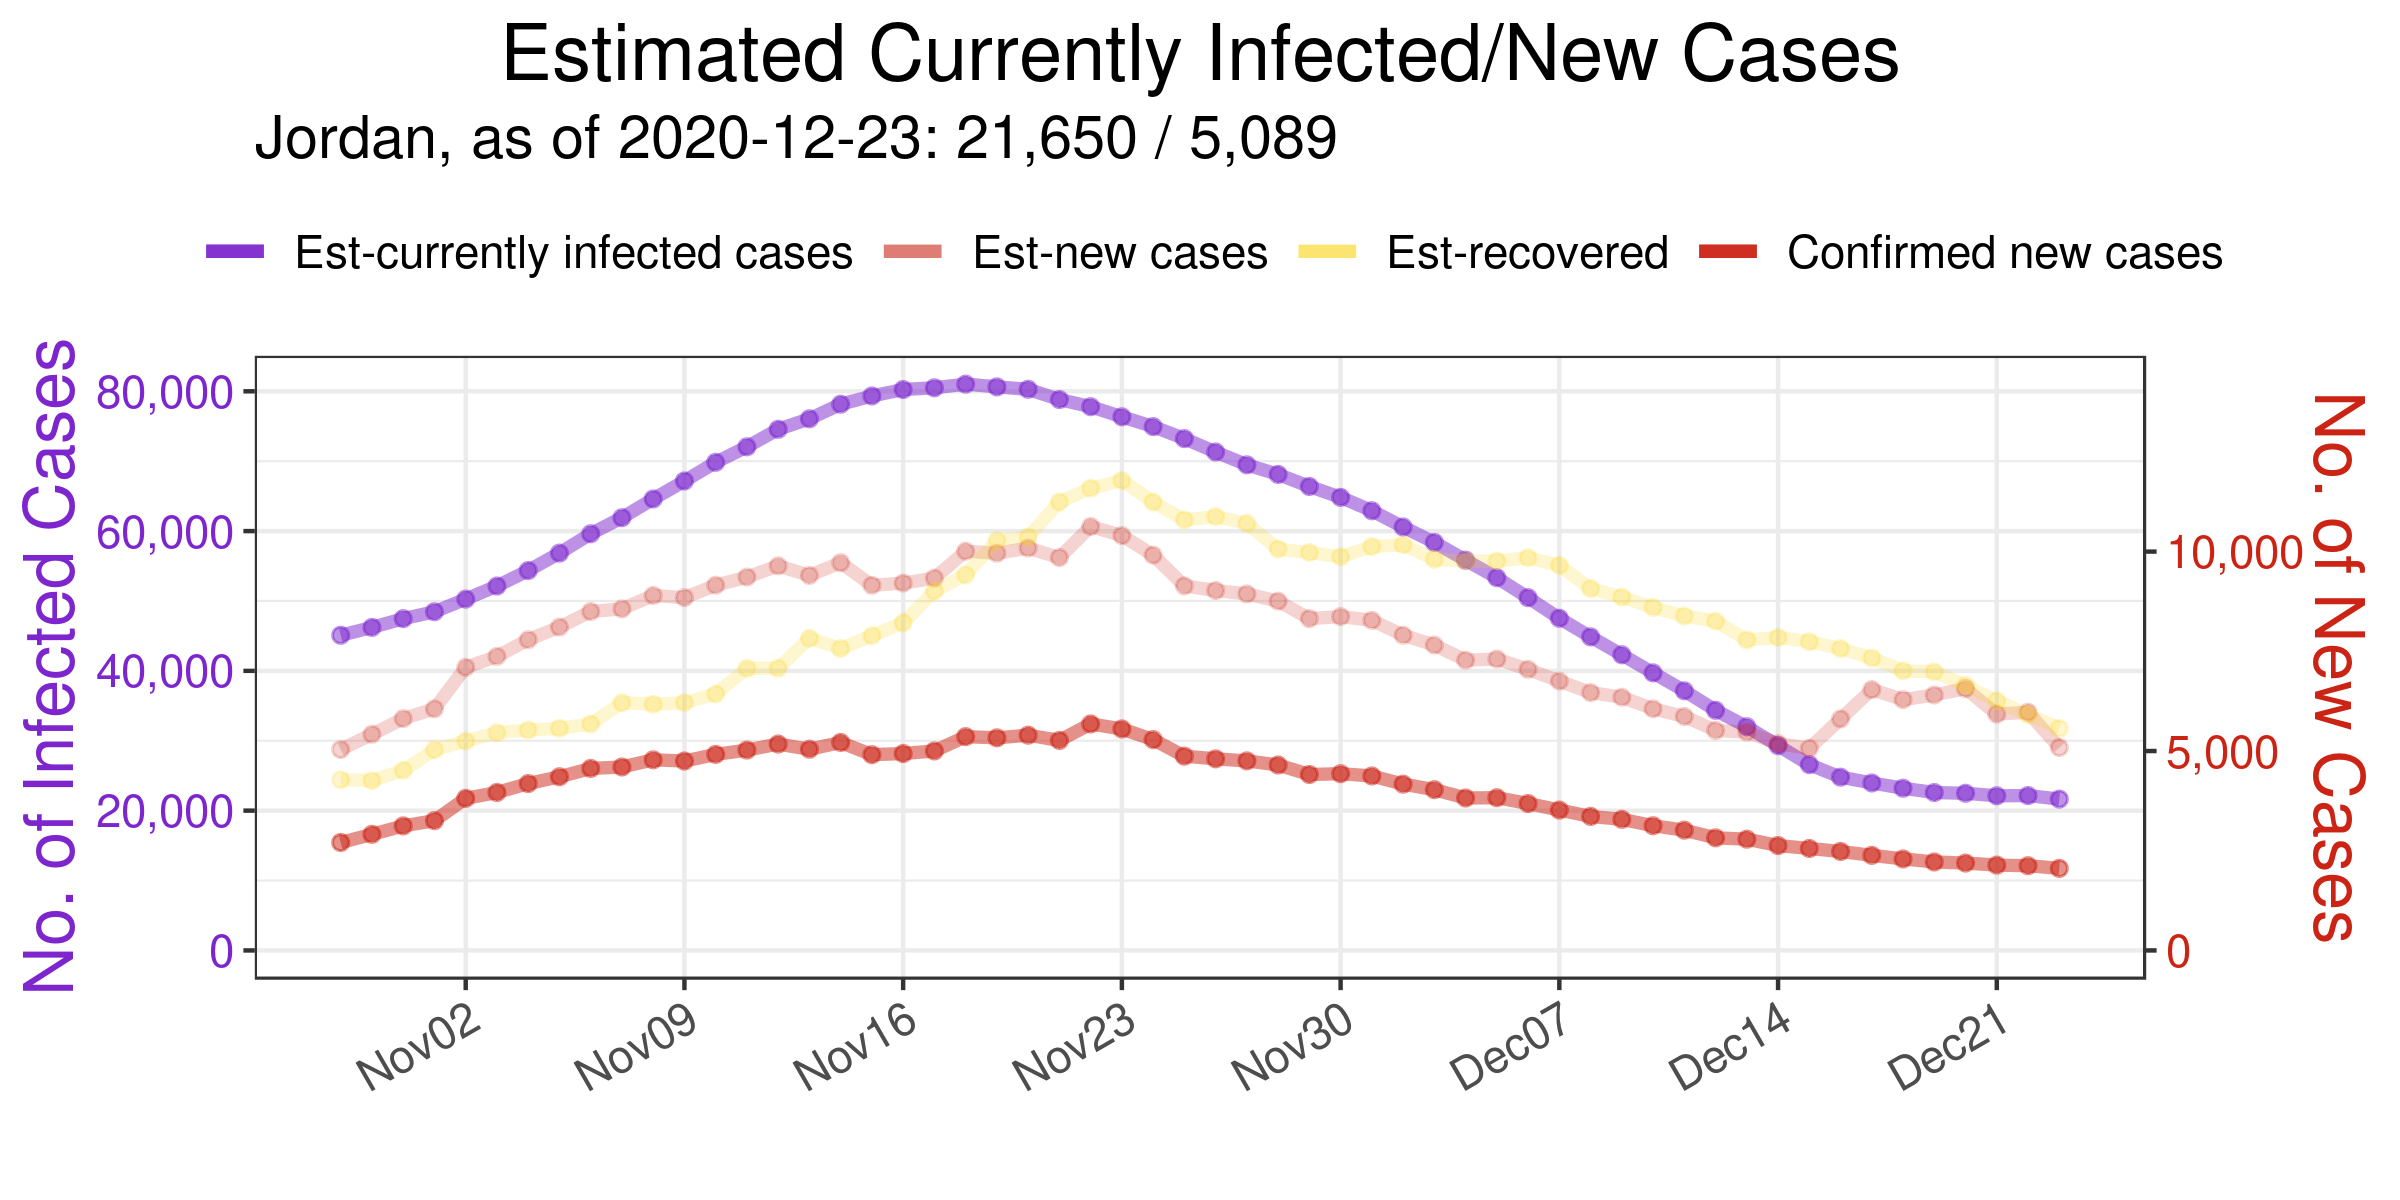 Estimated Currently Infected/New Cases
Jordan, as of 2020-12-23: 21,650 / 5,089
Est-currently infected cases Est-new cases Est-recovered Confirmed new cases
No. of Infected Cases
80,000
60,000
40,000
20,000
0
No. of New Cases
10,000
5,000
0
Nov02 Nov09 Nov16 Nov23 Nov30 Dec07 Dec14 Dec21